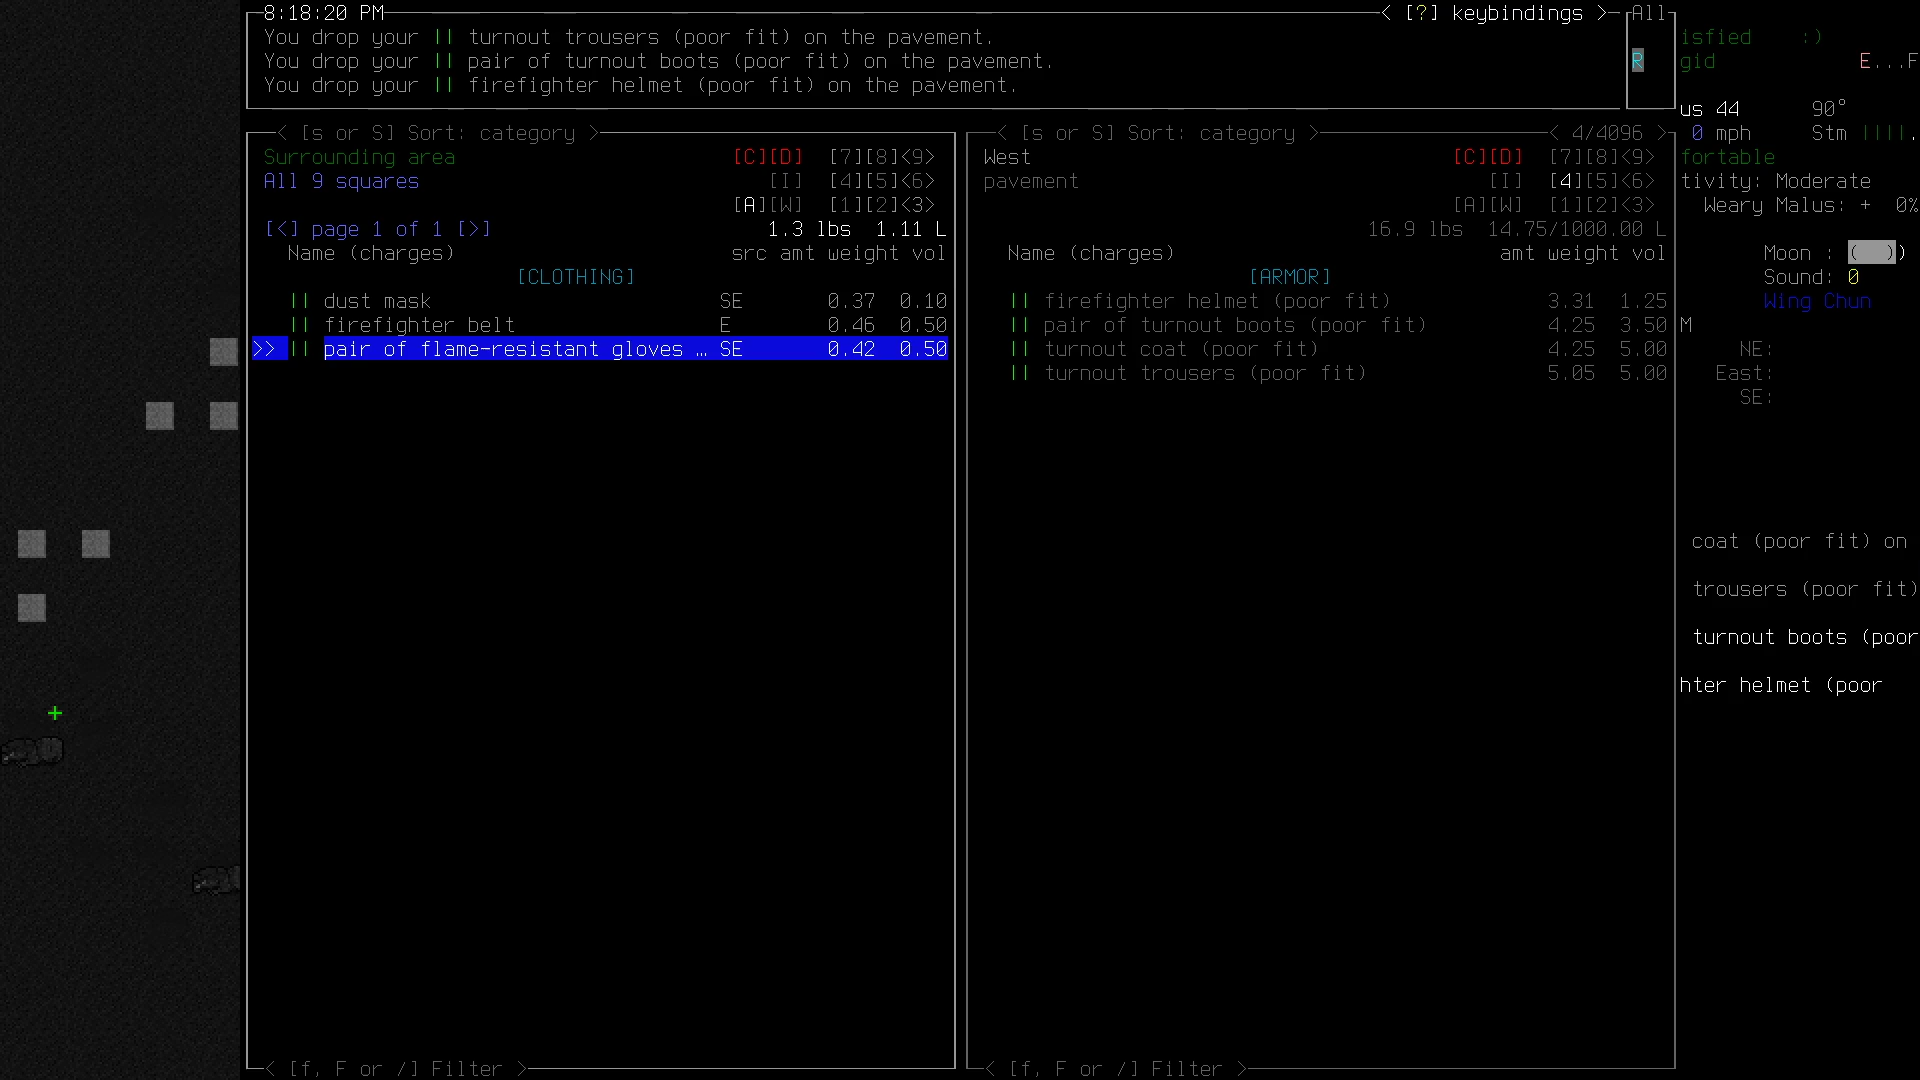 8:18:20 PM < [?] keybindings > All
You drop your || turnout trousers (poor fit) on the pavement. isfied :)
You drop your || pair of turnout boots (poor fit) on the pavement. R gid E...F
You drop your || firefighter helmet (poor fit) on the pavement.
us 44 90°
< [s or S] Sort: category > < [s or S] Sort: category > < 4/4096 > 0 mph Stm ||||.
Surrounding area [C][D] [7][8]<9> West [C][D] [7][8]<9> fortable
All 9 squares [I] [4][5]<6> pavement [I] [4][5]<6> tivity: Moderate
[A][W] [1][2]<3> [A][W] [1][2]<3> Weary Malus: + 0%
[<] page 1 of 1 [>] 1.3 lbs 1.11 L 16.9 lbs 14.75/1000.00 L
Name (charges) src amt weight vol Name (charges) amt weight vol Moon : ( ))
[CLOTHING] [ARMOR] Sound: 0
|| dust mask SE 0.37 0.10 || firefighter helmet (poor fit) 3.31 1.25 Wing Chun
|| firefighter belt E 0.46 0.50 || pair of turnout boots (poor fit) 4.25 3.50 M
>> || pair of flame-resistant gloves … SE 0.42 0.50 || turnout coat (poor fit) 4.25 5.00 NE:
|| turnout trousers (poor fit) 5.05 5.00 East:
SE:
coat (poor fit) on
trousers (poor fit)
turnout boots (poor
hter helmet (poor
< [f, F or /] Filter > < [f, F or /] Filter >